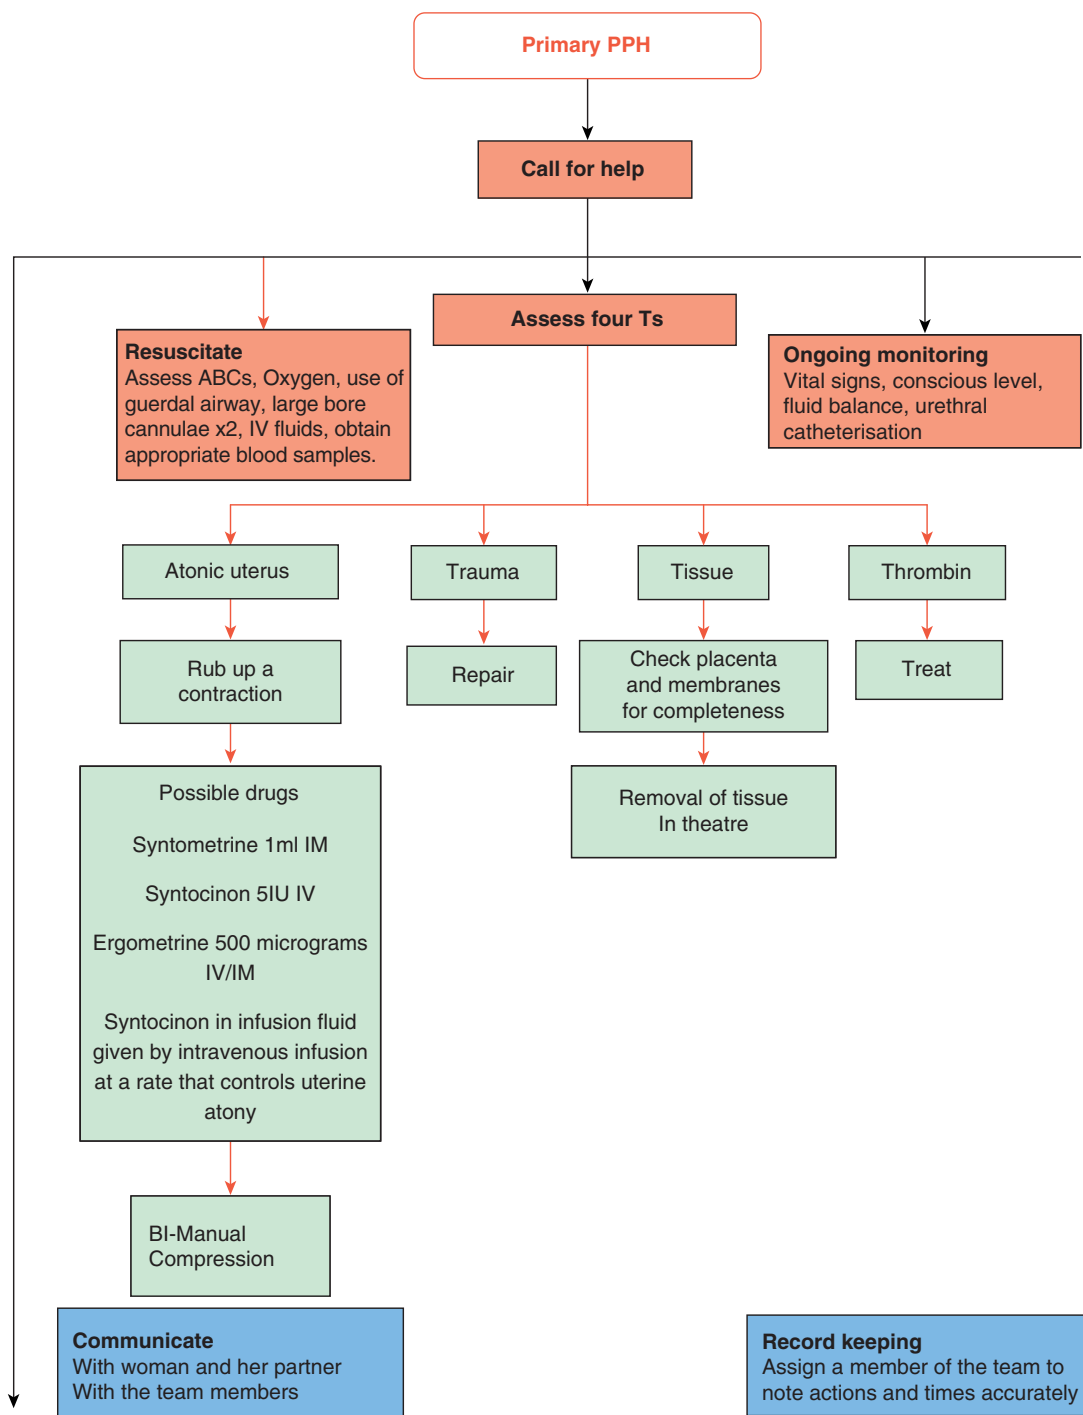 Primary PPH
Call for help
Assess four Ts
Resuscitate
Assess ABCs, Oxygen, use of
guerdal airway, large bore
cannulae x2, IV fluids, obtain
appropriate blood samples.
Ongoing monitoring
Vital signs, conscious level,
fluid balance, urethral
catheterisation
Atonic uterus
Trauma
Tissue
Thrombin
Rub up a
contraction
Repair
Check placenta
and membranes
for completeness
Treat
Possible drugs
Syntometrine 1ml IM
Syntocinon 5IU IV
Ergometrine 500 micrograms
IV/IM
Syntocinon in infusion fluid
given by intravenous infusion
at a rate that controls uterine
atony
Removal of tissue
In theatre
BI-Manual
Compression
Communicate
With woman and her partner
With the team members
Record keeping
Assign a member of the team to
note actions and times accurately